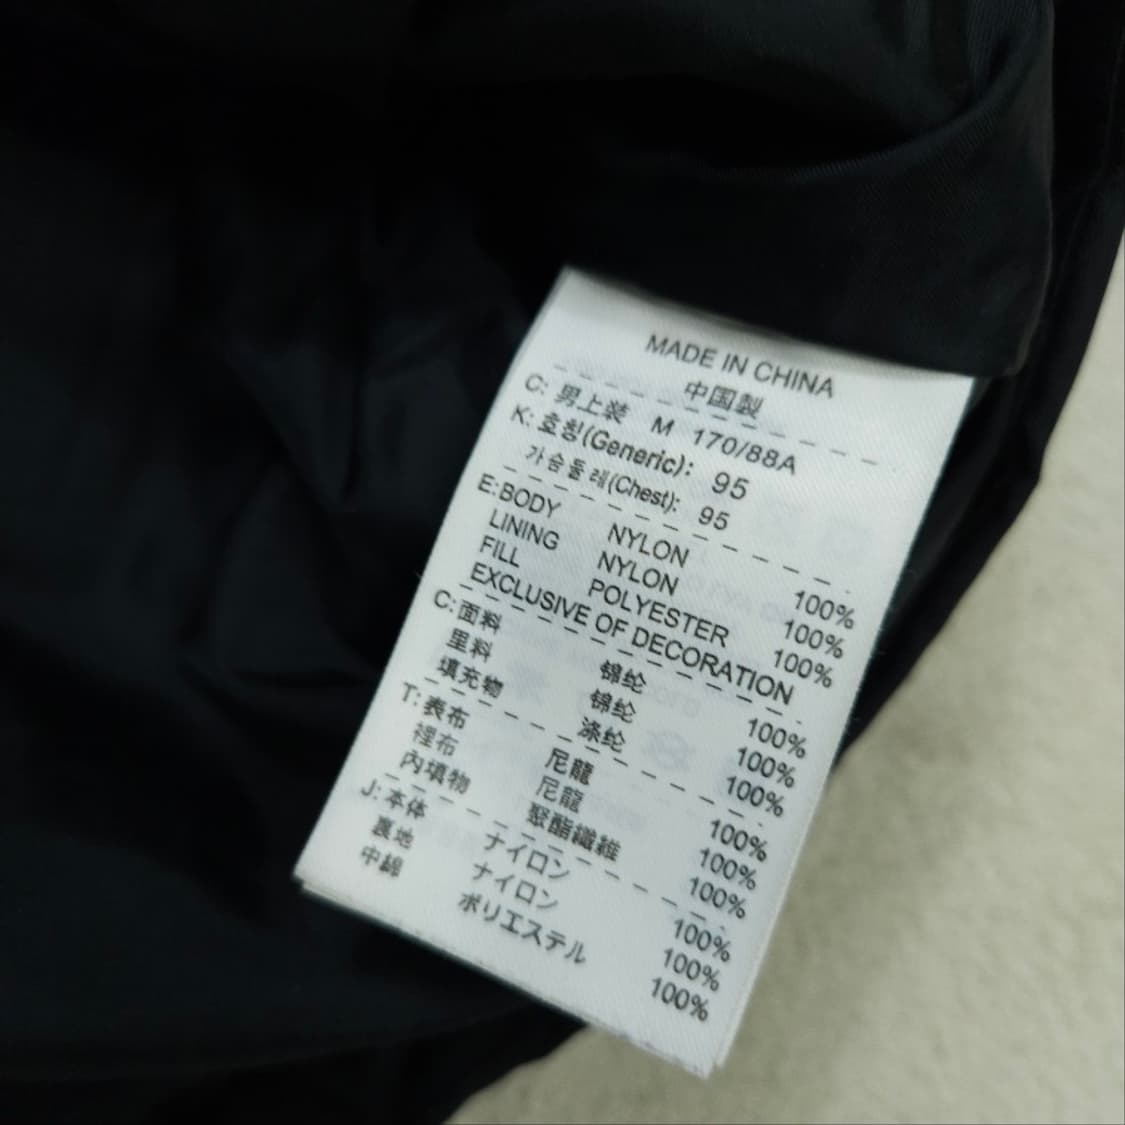 MADE IN CHINA
中国製
C: 男上装 M 170/88A
K: 호칭(Generic): 95
가슴둘레(Chest): 95
E: BODY NYLON 100%
LINING NYLON 100%
FILL POLYESTER 100%
EXCLUSIVE OF DECORATION
C: 面料 锦纶 100%
里料 锦纶 100%
填充物 涤纶 100%
T: 表布 尼龍 100%
裡布 尼龍 100%
內填物 聚酯纖維 100%
J: 本体 ナイロン 100%
裏地 ナイロン 100%
中綿 ポリエステル 100%